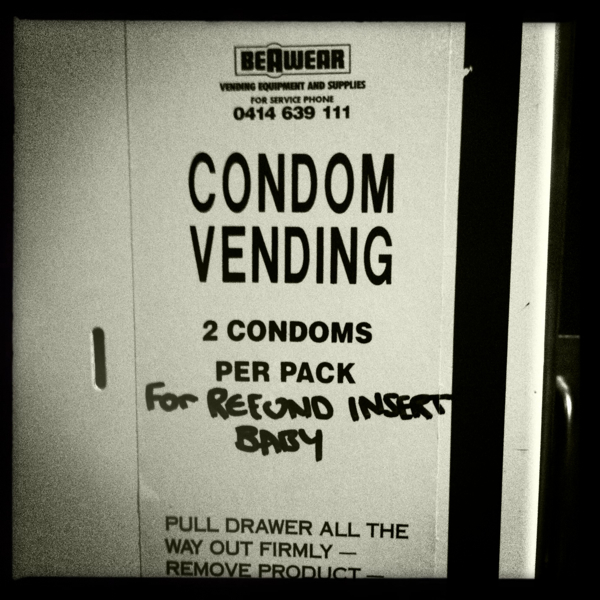 BEAWEAR
VENDING EQUIPMENT AND SUPPLIES
FOR SERVICE PHONE
0414 639 111
CONDOM
VENDING
2 CONDOMS
PER PACK
FOr REFUND INSERT
BABY
PULL DRAWER ALL THE
WAY OUT FIRMLY —
REMOVE PRODUCT —